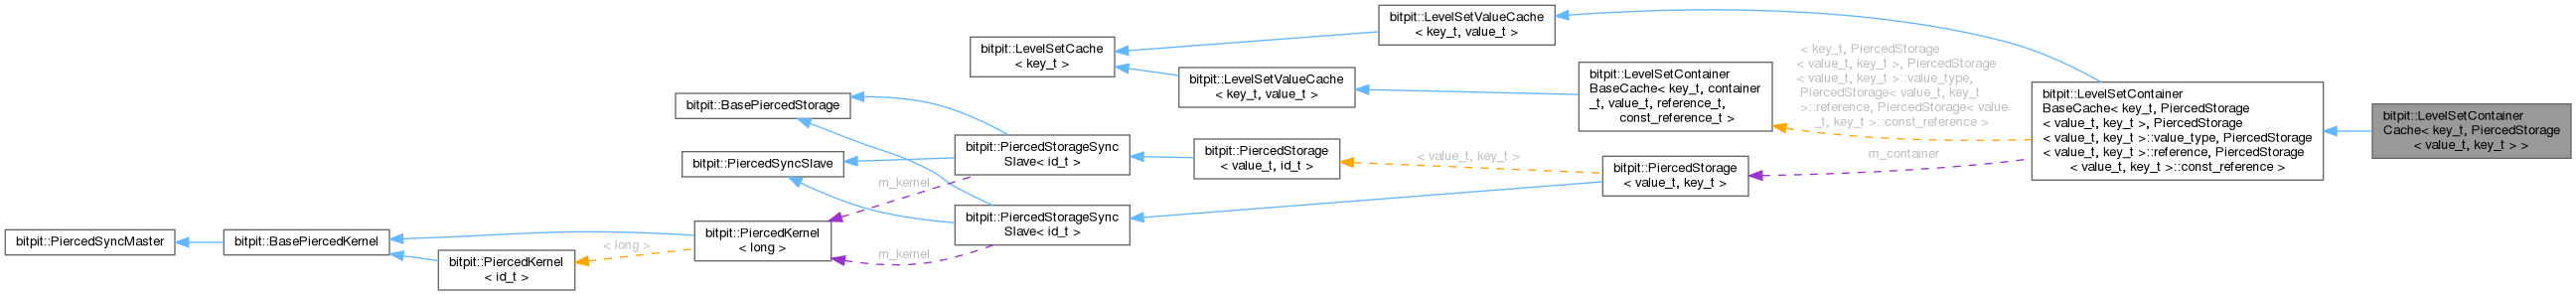 bitpit::LevelSetValueCache
< key_t, value_t >
bitpit::LevelSetCache
< key_t >
bitpit::LevelSetValueCache
< key_t, value_t >
bitpit::LevelSetContainer
BaseCache< key_t, container
_t, value_t, reference_t,
const_reference_t >
< key_t, PiercedStorage
< value_t, key_t >, PiercedStorage
< value_t, key_t >::value_type,
PiercedStorage< value_t, key_t
>::reference, PiercedStorage< value
_t, key_t >::const_reference >
bitpit::LevelSetContainer
BaseCache< key_t, PiercedStorage
< value_t, key_t >, PiercedStorage
< value_t, key_t >::value_type, PiercedStorage
< value_t, key_t >::reference, PiercedStorage
< value_t, key_t >::const_reference >
bitpit::LevelSetContainer
Cache< key_t, PiercedStorage
< value_t, key_t > >
bitpit::BasePiercedStorage
bitpit::PiercedSyncSlave
bitpit::PiercedStorageSync
Slave< id_t >
bitpit::PiercedStorage
< value_t, id_t >
< value_t, key_t >
bitpit::PiercedStorage
< value_t, key_t >
m_container
m_kernel
bitpit::PiercedStorageSync
Slave< id_t >
m_kernel
bitpit::PiercedSyncMaster
bitpit::BasePiercedKernel
bitpit::PiercedKernel
< id_t >
< long >
bitpit::PiercedKernel
< long >